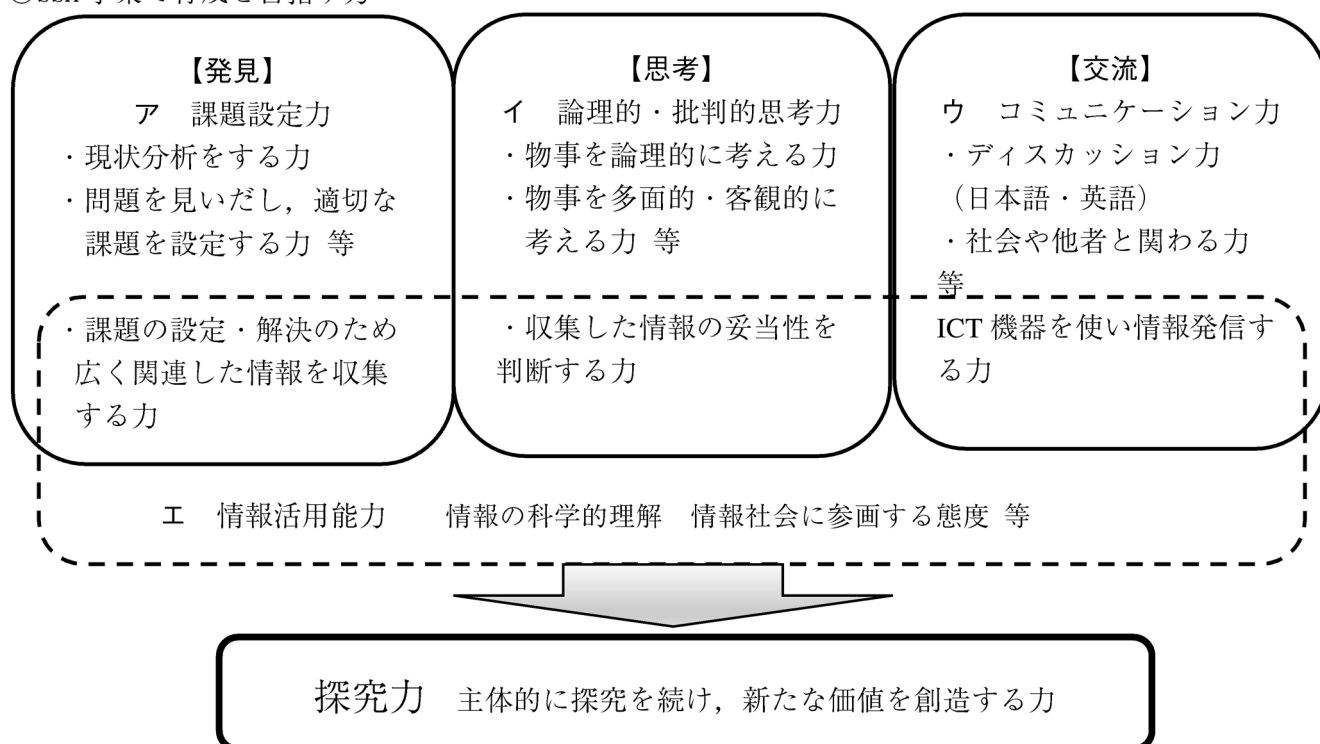 【発見】
ア 課題設定力
・現状分析をする力
・問題を見いだし，適切な
課題を設定する力 等
・課題の設定・解決のため
広く関連した情報を収集
する力
【思考】
イ 論理的・批判的思考力
・物事を論理的に考える力
・物事を多面的・客観的に
考える力 等
・収集した情報の妥当性を
判断する力
【交流】
ウ コミュニケーション力
・ディスカッション力
（日本語・英語）
・社会や他者と関わる力
等
ICT 機器を使い情報発信す
る力
エ 情報活用能力 情報の科学的理解 情報社会に参画する態度 等
探究力 主体的に探究を続け，新たな価値を創造する力